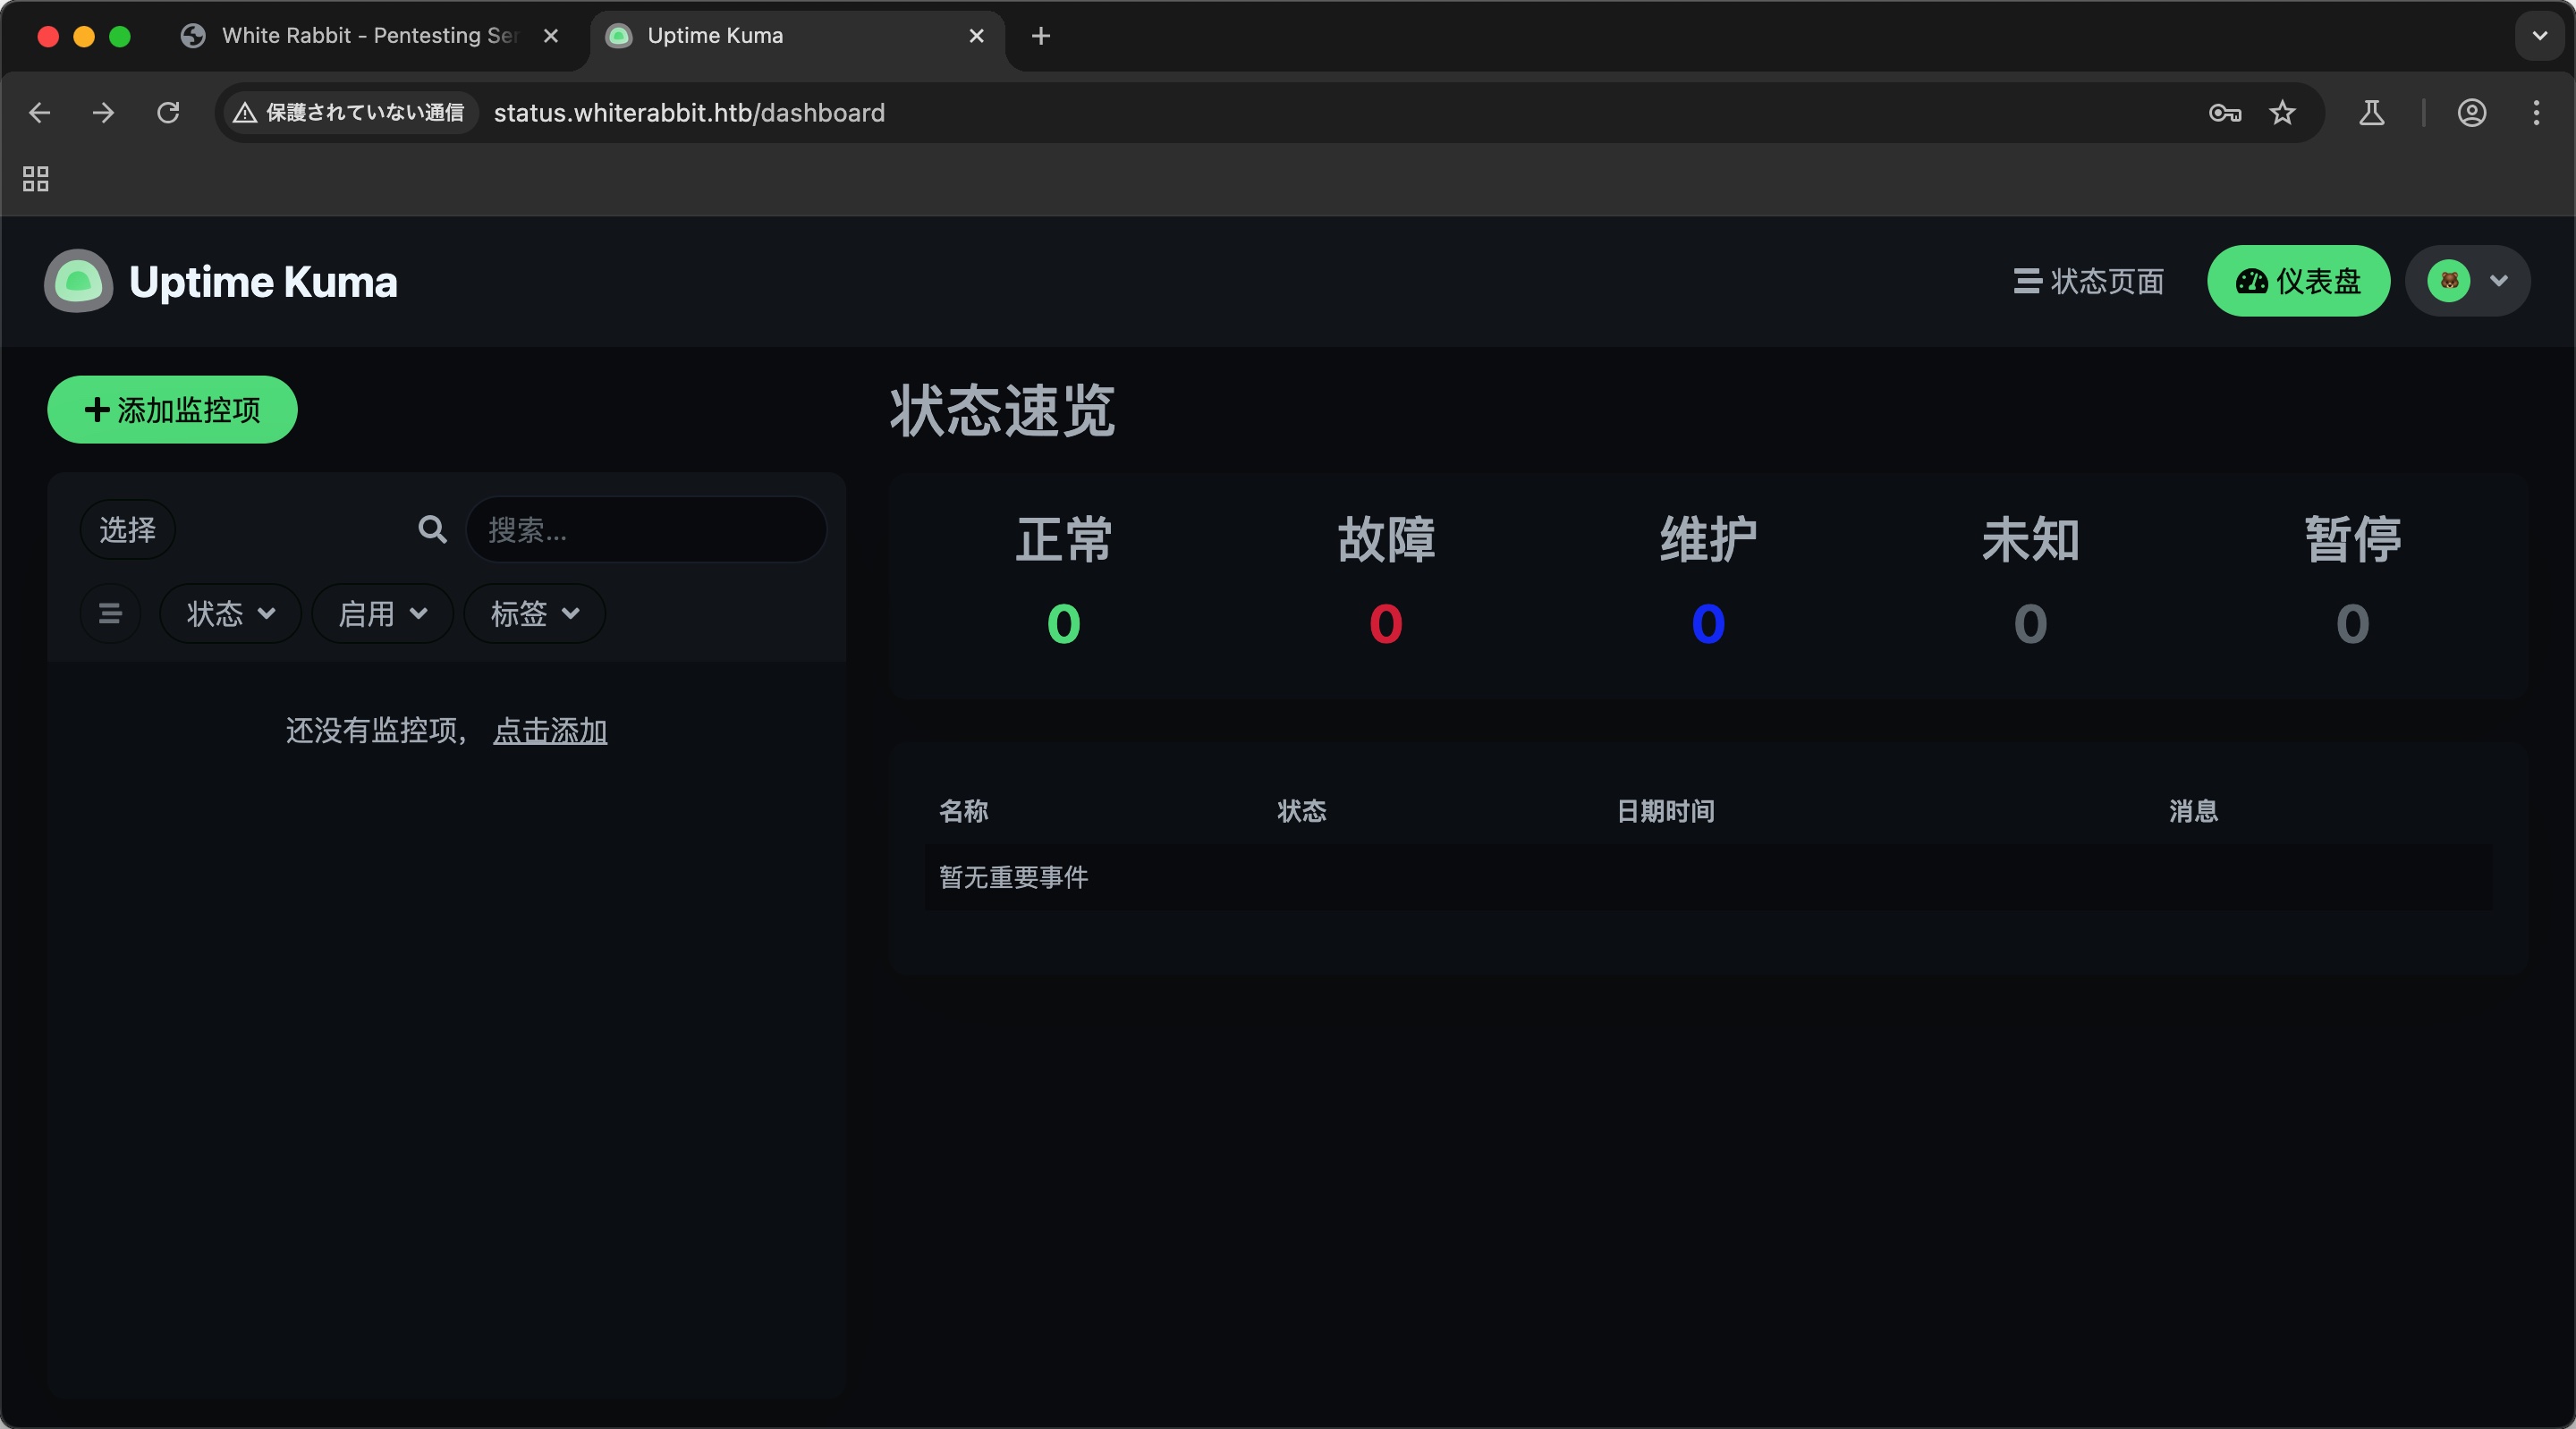 White Rabbit - Pentesting Ser
Uptime Kuma
保護されていない通信
status.whiterabbit.htb/dashboard
Uptime Kuma
状态页面
仪表盘
添加监控项
状态速览
选择
搜索...
状态
启用
标签
还没有监控项， 点击添加
正常
故障
维护
未知
暂停
0
0
0
0
0
名称
状态
日期时间
消息
暂无重要事件